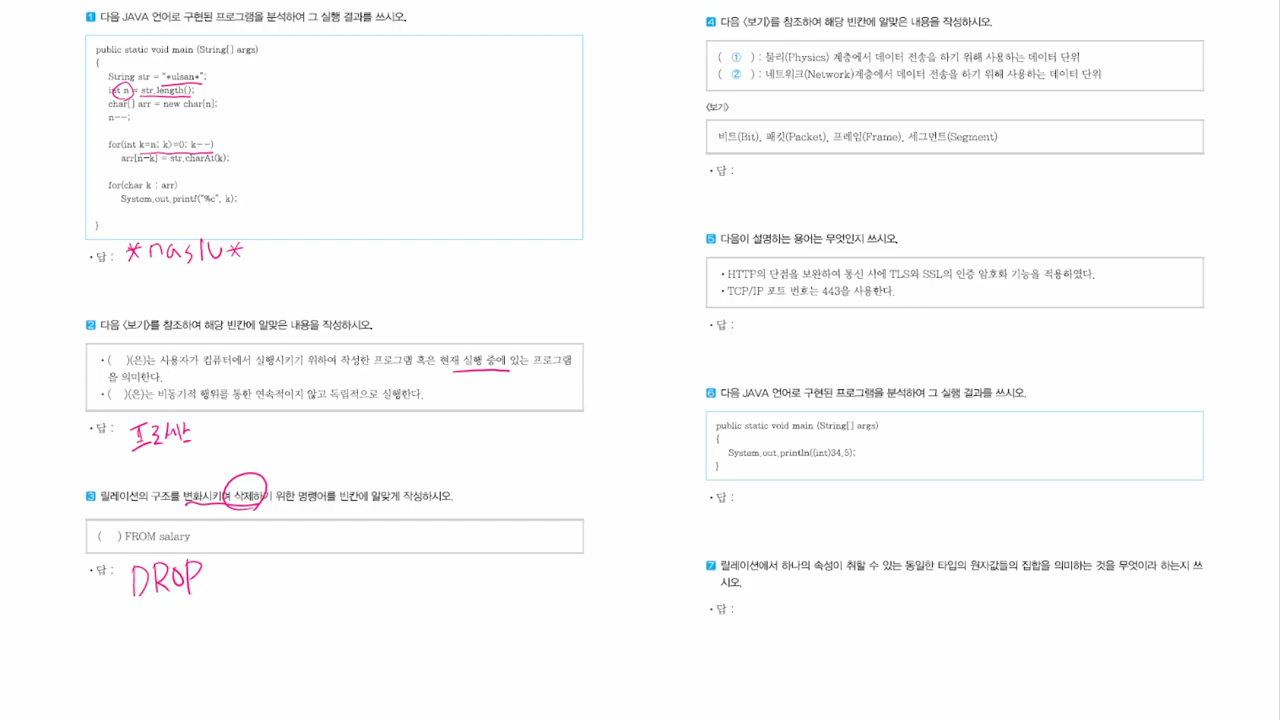 1 다음 JAVA 언어로 구현된 프로그램을 분석하여 그 실행 결과를 쓰시오.
public static void main (String[] args)
{
String str = "*ulsan*";
int n = str.length();
char[] arr = new char[n];
n--;
for(int k=n; k>=0; k--)
arr[n-k] = str.charAt(k);
for(char k : arr)
System.out.printf("%c", k);
}
• 답 : *naslu*
2 다음 <보기>를 참조하여 해당 빈칸에 알맞은 내용을 작성하시오.
• ( )(은)는 사용자가 컴퓨터에서 실행시키기 위하여 작성한 프로그램 혹은 현재 실행 중에 있는 프로그램
을 의미한다.
• ( )(은)는 비동기적 행위를 통한 연속적이지 않고 독립적으로 실행한다.
• 답 : 프로세스
3 릴레이션의 구조를 변화시키며 삭제하기 위한 명령어를 빈칸에 알맞게 작성하시오.
( ) FROM salary
• 답 : DROP
4 다음 <보기>를 참조하여 해당 빈칸에 알맞은 내용을 작성하시오.
( ① ) : 물리(Physics) 계층에서 데이터 전송을 하기 위해 사용하는 데이터 단위
( ② ) : 네트워크(Network)계층에서 데이터 전송을 하기 위해 사용하는 데이터 단위
<보기>
비트(Bit), 패킷(Packet), 프레임(Frame), 세그먼트(Segment)
• 답 :
5 다음이 설명하는 용어는 무엇인지 쓰시오.
• HTTP의 단점을 보완하여 통신 시에 TLS와 SSL의 인증 암호화 기능을 적용하였다.
• TCP/IP 포트 번호는 443을 사용한다.
• 답 :
6 다음 JAVA 언어로 구현된 프로그램을 분석하여 그 실행 결과를 쓰시오.
public static void main (String[] args)
{
System.out.println((int)34.5);
}
• 답 :
7 릴레이션에서 하나의 속성이 취할 수 있는 동일한 타입의 원자값들의 집합을 의미하는 것을 무엇이라 하는지 쓰
시오.
• 답 :